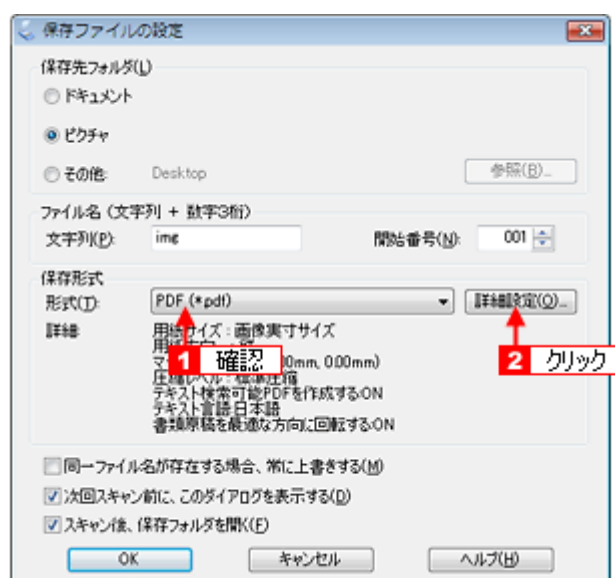 保存ファイルの設定
保存先フォルダ(L)
ドキュメント
ピクチャ
その他: Desktop 参照(B)...
ファイル名 (文字列 + 数字3桁)
文字列(P): img 開始番号(N): 001
保存形式
形式(T): PDF (*.pdf) 詳細設定(O)...
詳細: 用紙サイズ : 画像実寸サイズ
1 確認
2 クリック
圧縮レベル : 標準圧縮
テキスト検索可能PDFを作成する:ON
テキスト言語:日本語
書類原稿を最適な方向に回転する:ON
同一ファイル名が存在する場合、常に上書きする(M)
次回スキャン前に、このダイアログを表示する(D)
スキャン後、保存フォルダを開く(F)
OK キャンセル ヘルプ(H)